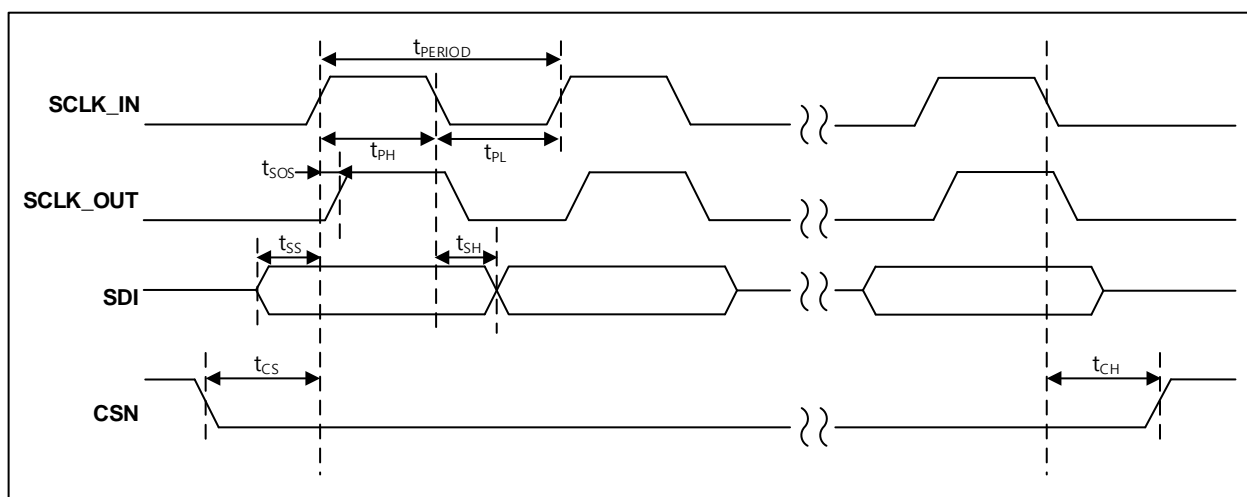 tPERIOD
SCLK_IN
tPH
tPL
tSOS
SCLK_OUT
tSS
tSH
SDI
tCS
tCH
CSN